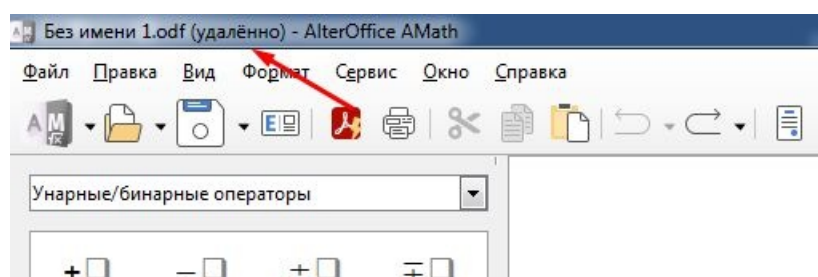 Без имени 1.odf (удалённо) - AlterOffice AMath
Файл Правка Вид Формат Сервис Окно Справка
Унарные/бинарные операторы